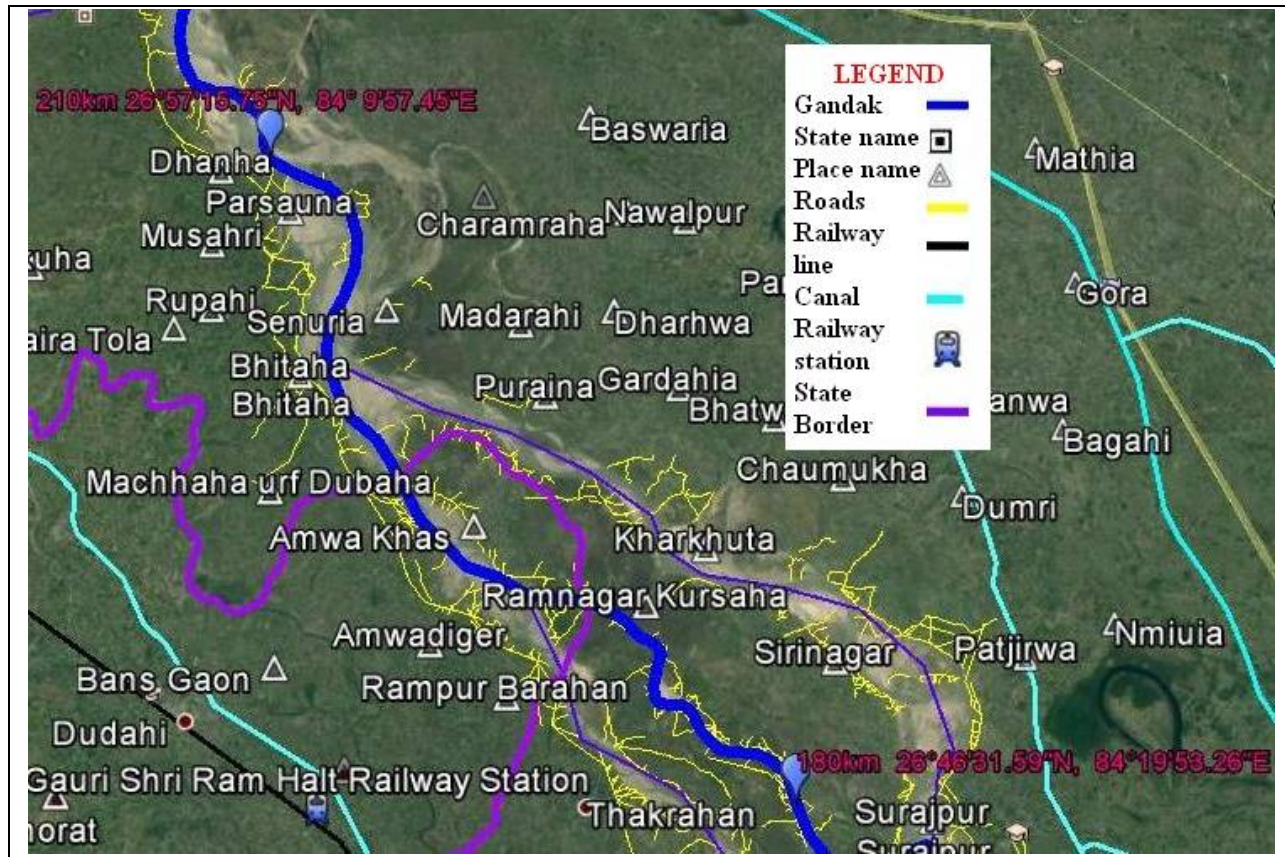 210km 26°57'15.75"N, 84° 9'57.45"E
LEGEND
Gandak
State name
Place name
Roads
Railway
line
Canal
Railway
station
State
Border
Baswaria
Mathia
Dhanha
Parsauna
Charamraha
Nawalpur
Musahri
Gora
Rupahi
Senuria
Madarahi
Dharhwa
Tola
Bhitaha
Puraina
Gardahia
Bhitaha
Bagahi
Machhaha urf Dubaha
Chaumukha
Dumri
Amwa Khas
Kharkhuta
Ramnagar Kursaha
Amwadiger
Sirinagar
Patjirwa
Nmiuia
Bans Gaon
Rampur Barahan
Dudahi
180km 26°46'31.59"N, 84°19'53.26"E
Gauri Shri Ram Halt Railway Station
Thakrahan
Surajpur
Surajpur